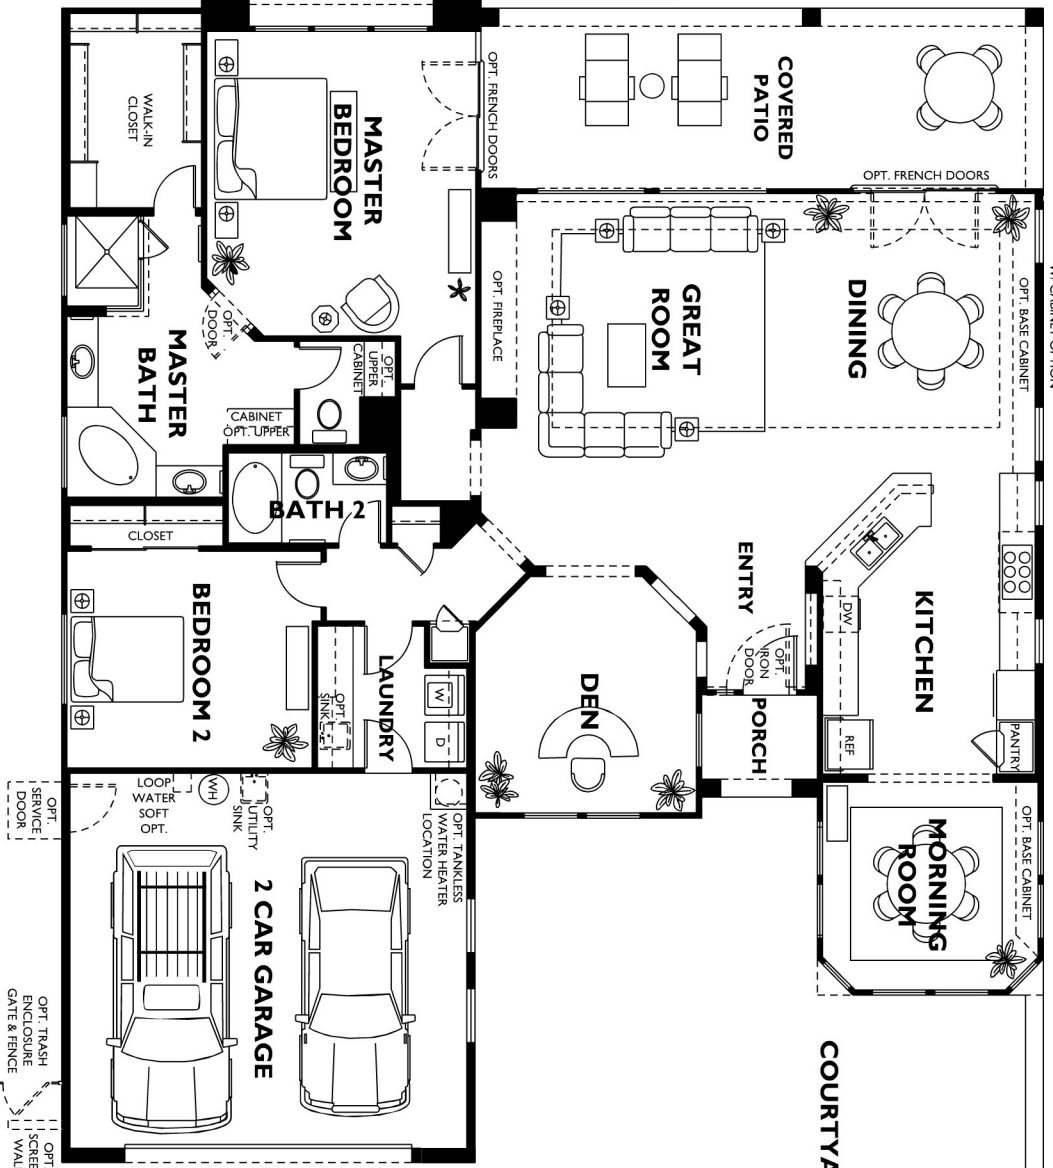 WALK-IN
CLOSET
MASTER
BEDROOM
OPT. FRENCH DOORS
COVERED
PATIO
OPT. FRENCH DOORS
OPT.
DOOR
MASTER
BATH
OPT.
UPPER
CABINET
CABINET
OPT. UPPER
OPT. FIREPLACE
GREAT
ROOM
DINING
OPT. BASE CABINET
BATH 2
CLOSET
BEDROOM 2
ENTRY
KITCHEN
DW
OPT.
IRON
DOOR
LAUNDRY
OPT.
SINK
W
D
DEN
PORCH
REF
PANTRY
OPT.
SERVICE
DOOR
LOOP
WATER
SOFT
OPT.
WH
OPT.
UTILITY
SINK
OPT. TANKLESS
WATER HEATER
LOCATION
2 CAR GARAGE
MORNING
ROOM
OPT. BASE CABINET
OPT. TRASH
ENCLOSURE
GATE & FENCE
COURTYA
OPT.
SCREE
WAL